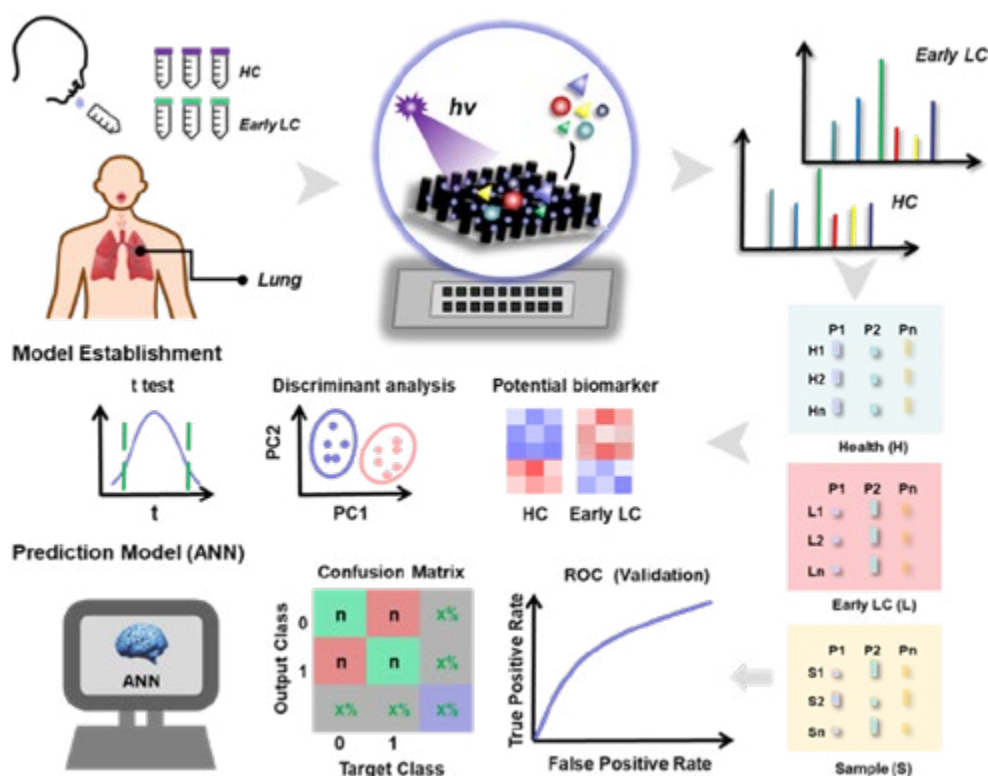 HC
Early LC
Lung
hv
Early LC
HC
P1 P2 Pn
H1
H2
Hn
Health (H)
P1 P2 Pn
L1
L2
Ln
Early LC (L)
P1 P2 Pn
S1
S2
Sn
Sample (S)
Model Establishment
t test
t
Discriminant analysis
PC2
PC1
Potential biomarker
HC Early LC
Prediction Model (ANN)
ANN
Confusion Matrix
Output Class
0 n n x%
1 n n x%
x% x% x%
0 1
Target Class
ROC (Validation)
True Positive Rate
False Positive Rate